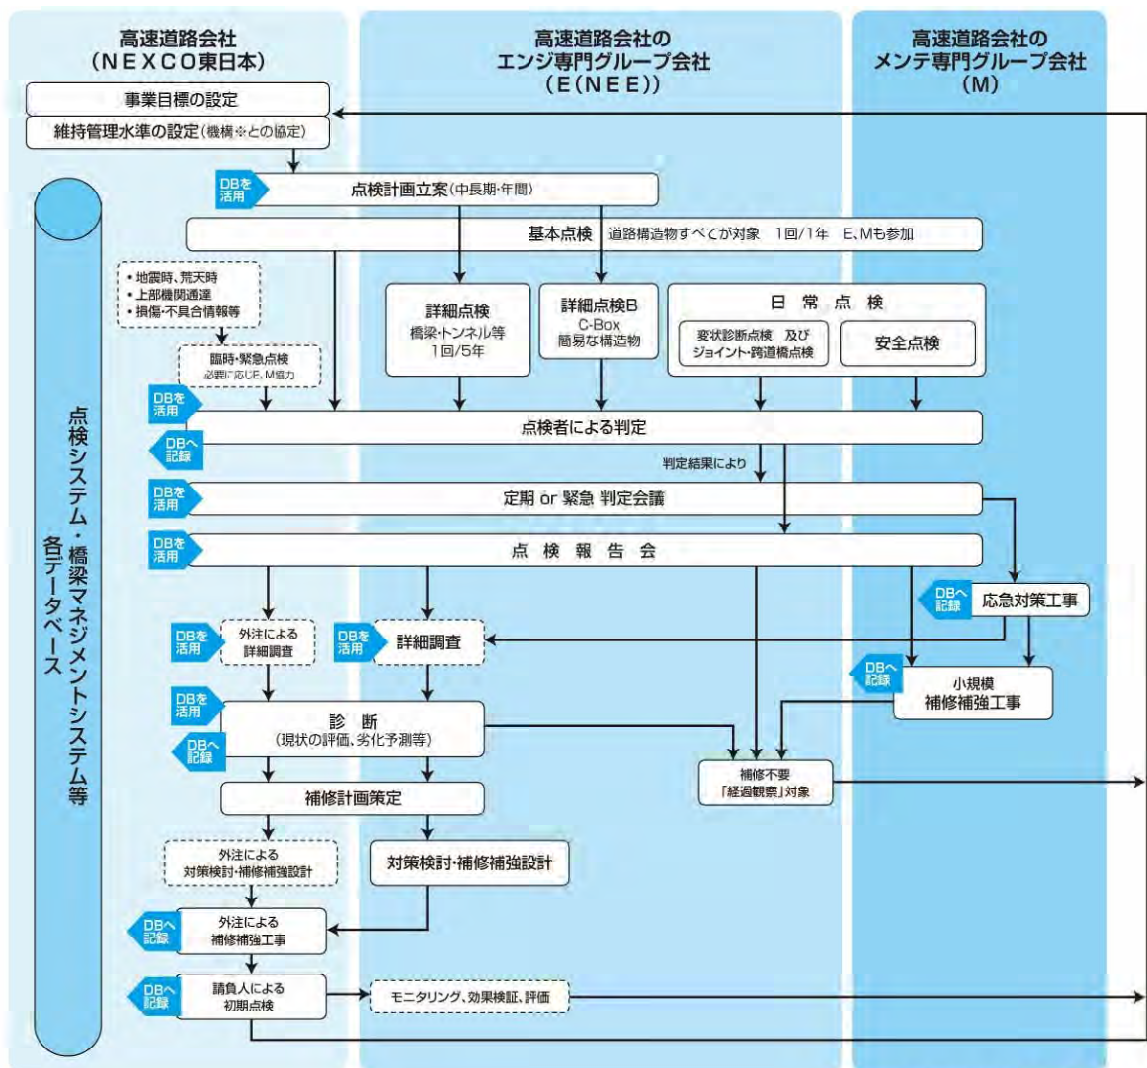 高速道路会社
(NEXCO東日本)
高速道路会社の
エンジ専門グループ会社
(E(NEE))
高速道路会社の
メンテ専門グループ会社
(M)
事業目標の設定
維持管理水準の設定(機構※との協定)
DBを
活用
点検計画立案(中長期・年間)
基本点検 道路構造物すべてが対象 1回/1年 E、Mも参加
• 地震時、荒天時
• 上部機関通達
• 損傷・不具合情報等
詳細点検
橋梁・トンネル等
1回/5年
詳細点検B
C-Box
簡易な構造物
日常点検
変状診断点検 及び
ジョイント・跨道橋点検
安全点検
臨時・緊急点検
必要に応じE、M協力
DBを
活用
DBへ
記録
点検者による判定
判定結果により
DBを
活用
定期 or 緊急 判定会議
DBを
活用
点検報告会
DBへ
記録
応急対策工事
DBを
活用
外注による
詳細調査
DBを
活用
詳細調査
DBへ
記録
小規模
補修補強工事
DBを
活用
DBへ
記録
診断
(現状の評価、劣化予測等)
補修不要
「経過観察」対象
補修計画策定
外注による
対策検討・補修補強設計
対策検討・補修補強設計
DBへ
記録
外注による
補修補強工事
DBへ
記録
請負人による
初期点検
モニタリング、効果検証、評価
点検システム・橋梁マネジメントシステム等
各データベース